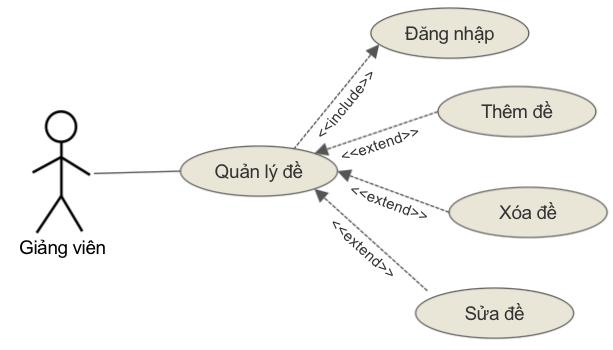 Đăng nhập
<<include>>
Thêm đề
<<extend>>
Quản lý đề
<<extend>>
Xóa đề
Giảng viên
<<extend>>
Sửa đề